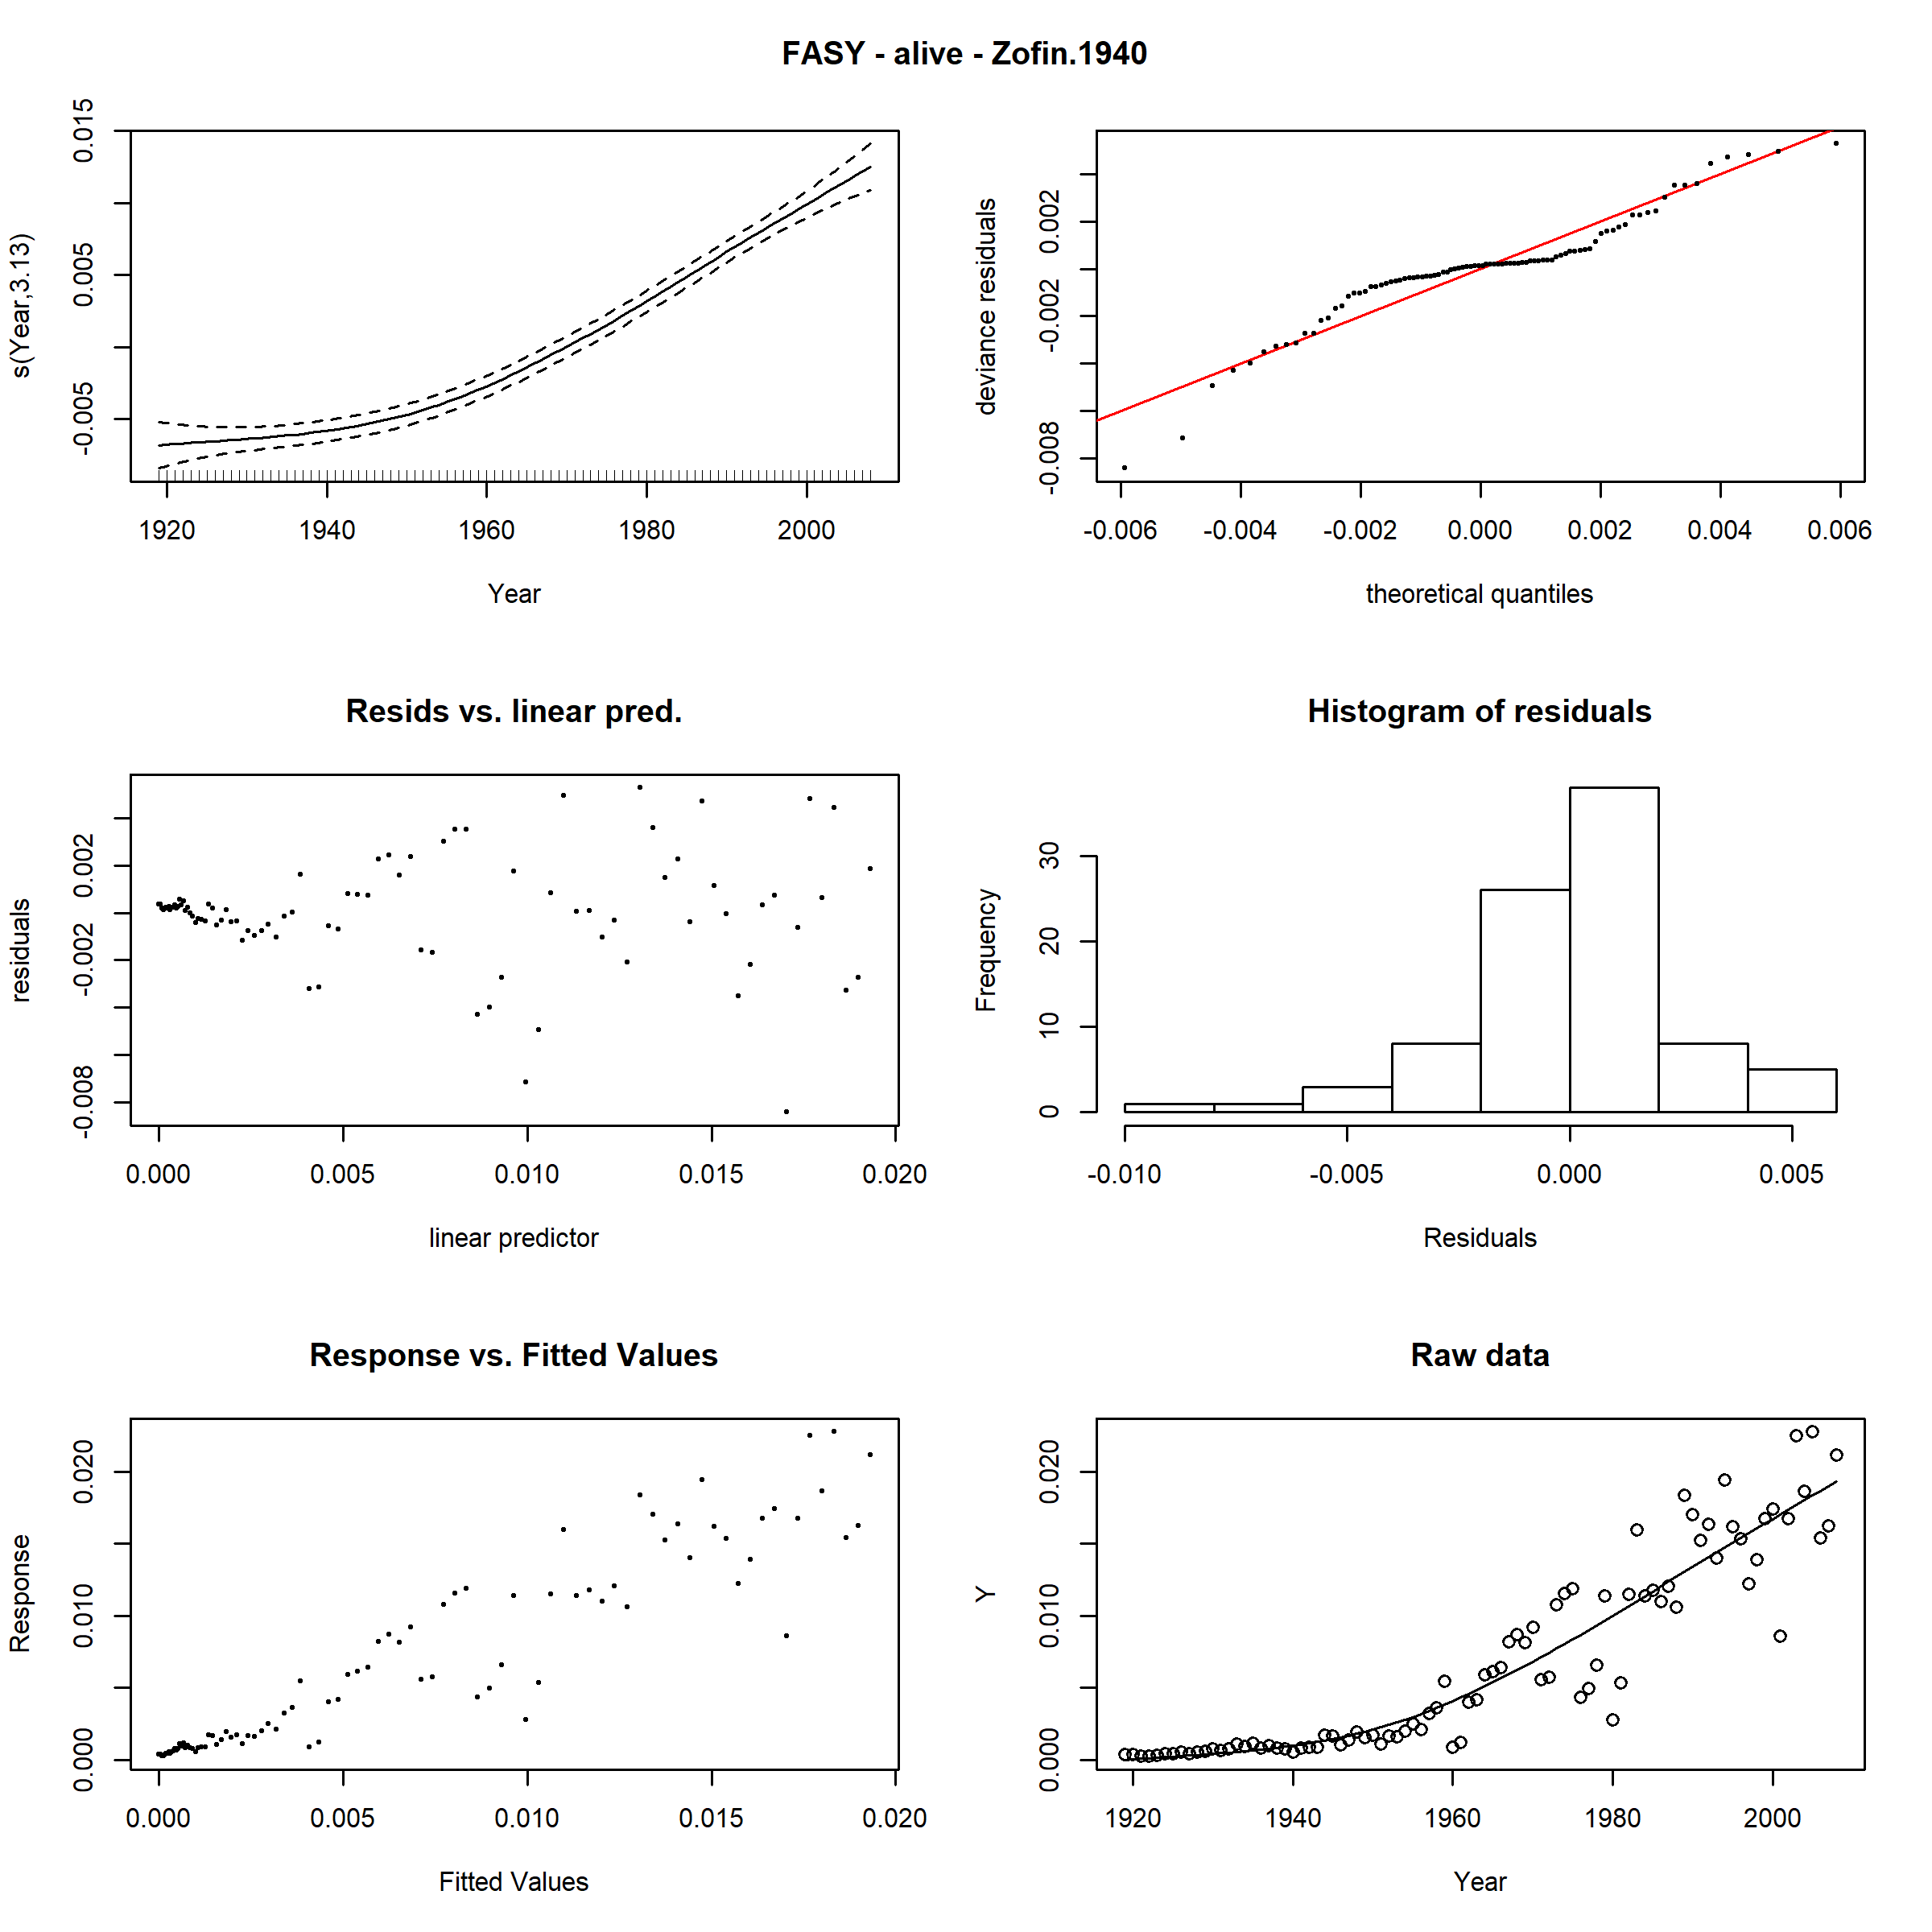 FASY - alive - Zofin.1940
s(Year,3.13)
-0.005 0.005 0.015
1920 1940 1960 1980 2000
Year
deviance residuals
-0.008 -0.002 0.002
-0.006 -0.004 -0.002 0.000 0.002 0.004 0.006
theoretical quantiles
Resids vs. linear pred.
residuals
-0.008 -0.002 0.002
0.000 0.005 0.010 0.015 0.020
linear predictor
Histogram of residuals
Frequency
0 10 20 30
-0.010 -0.005 0.000 0.005
Residuals
Response vs. Fitted Values
Response
0.000 0.010 0.020
0.000 0.005 0.010 0.015 0.020
Fitted Values
Raw data
Y
0.000 0.010 0.020
1920 1940 1960 1980 2000
Year